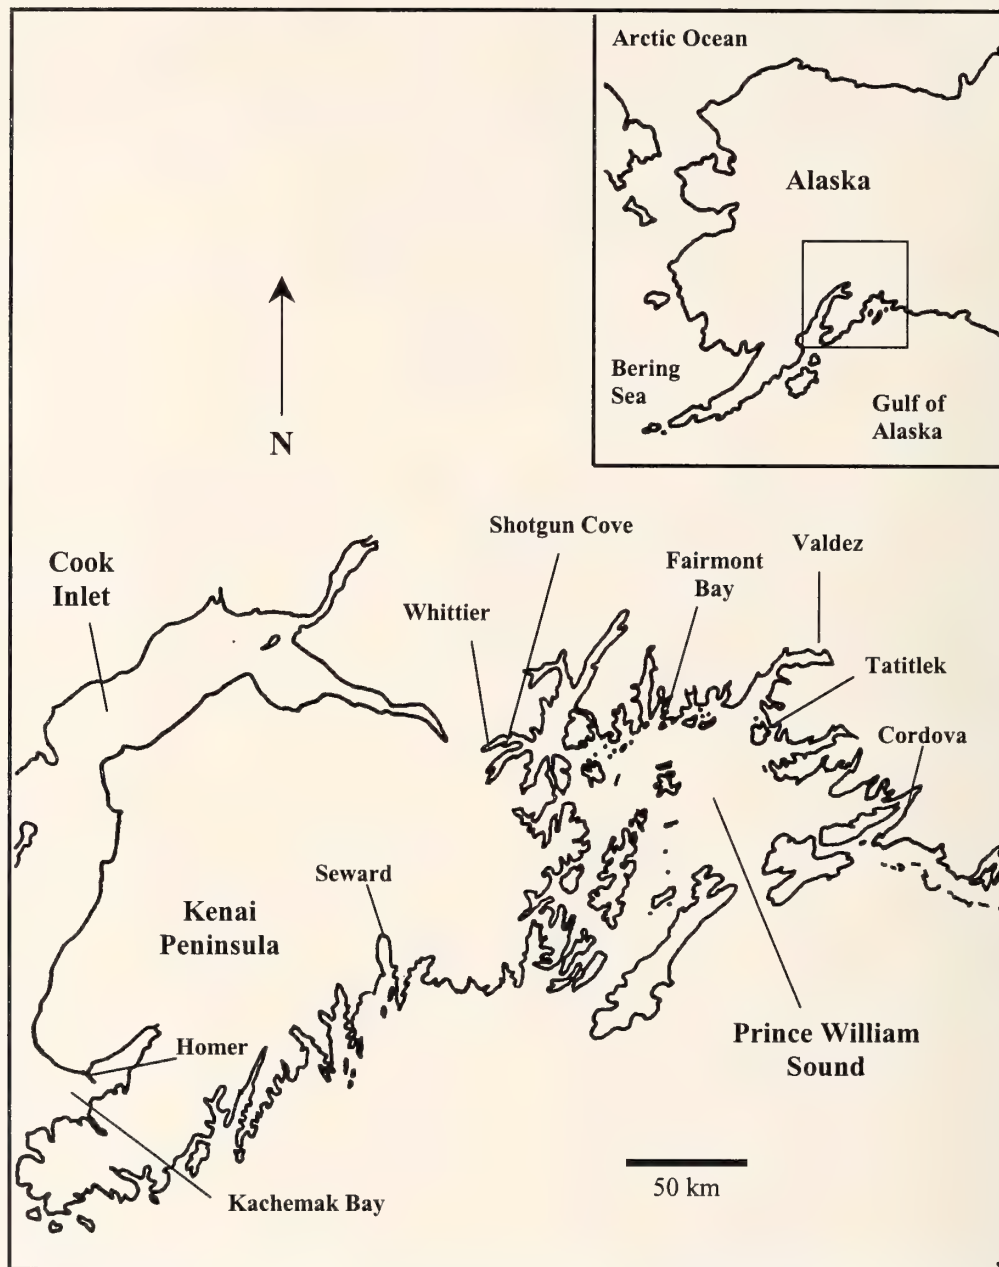 Arctic Ocean
Alaska
Bering
Sea
Gulf of
Alaska
N
Shotgun Cove
Cook
Inlet
Fairmont
Bay
Valdez
Whittier
Tatitlek
Cordova
Seward
Kenai
Peninsula
Prince William
Sound
Homer
50 km
Kachemak Bay